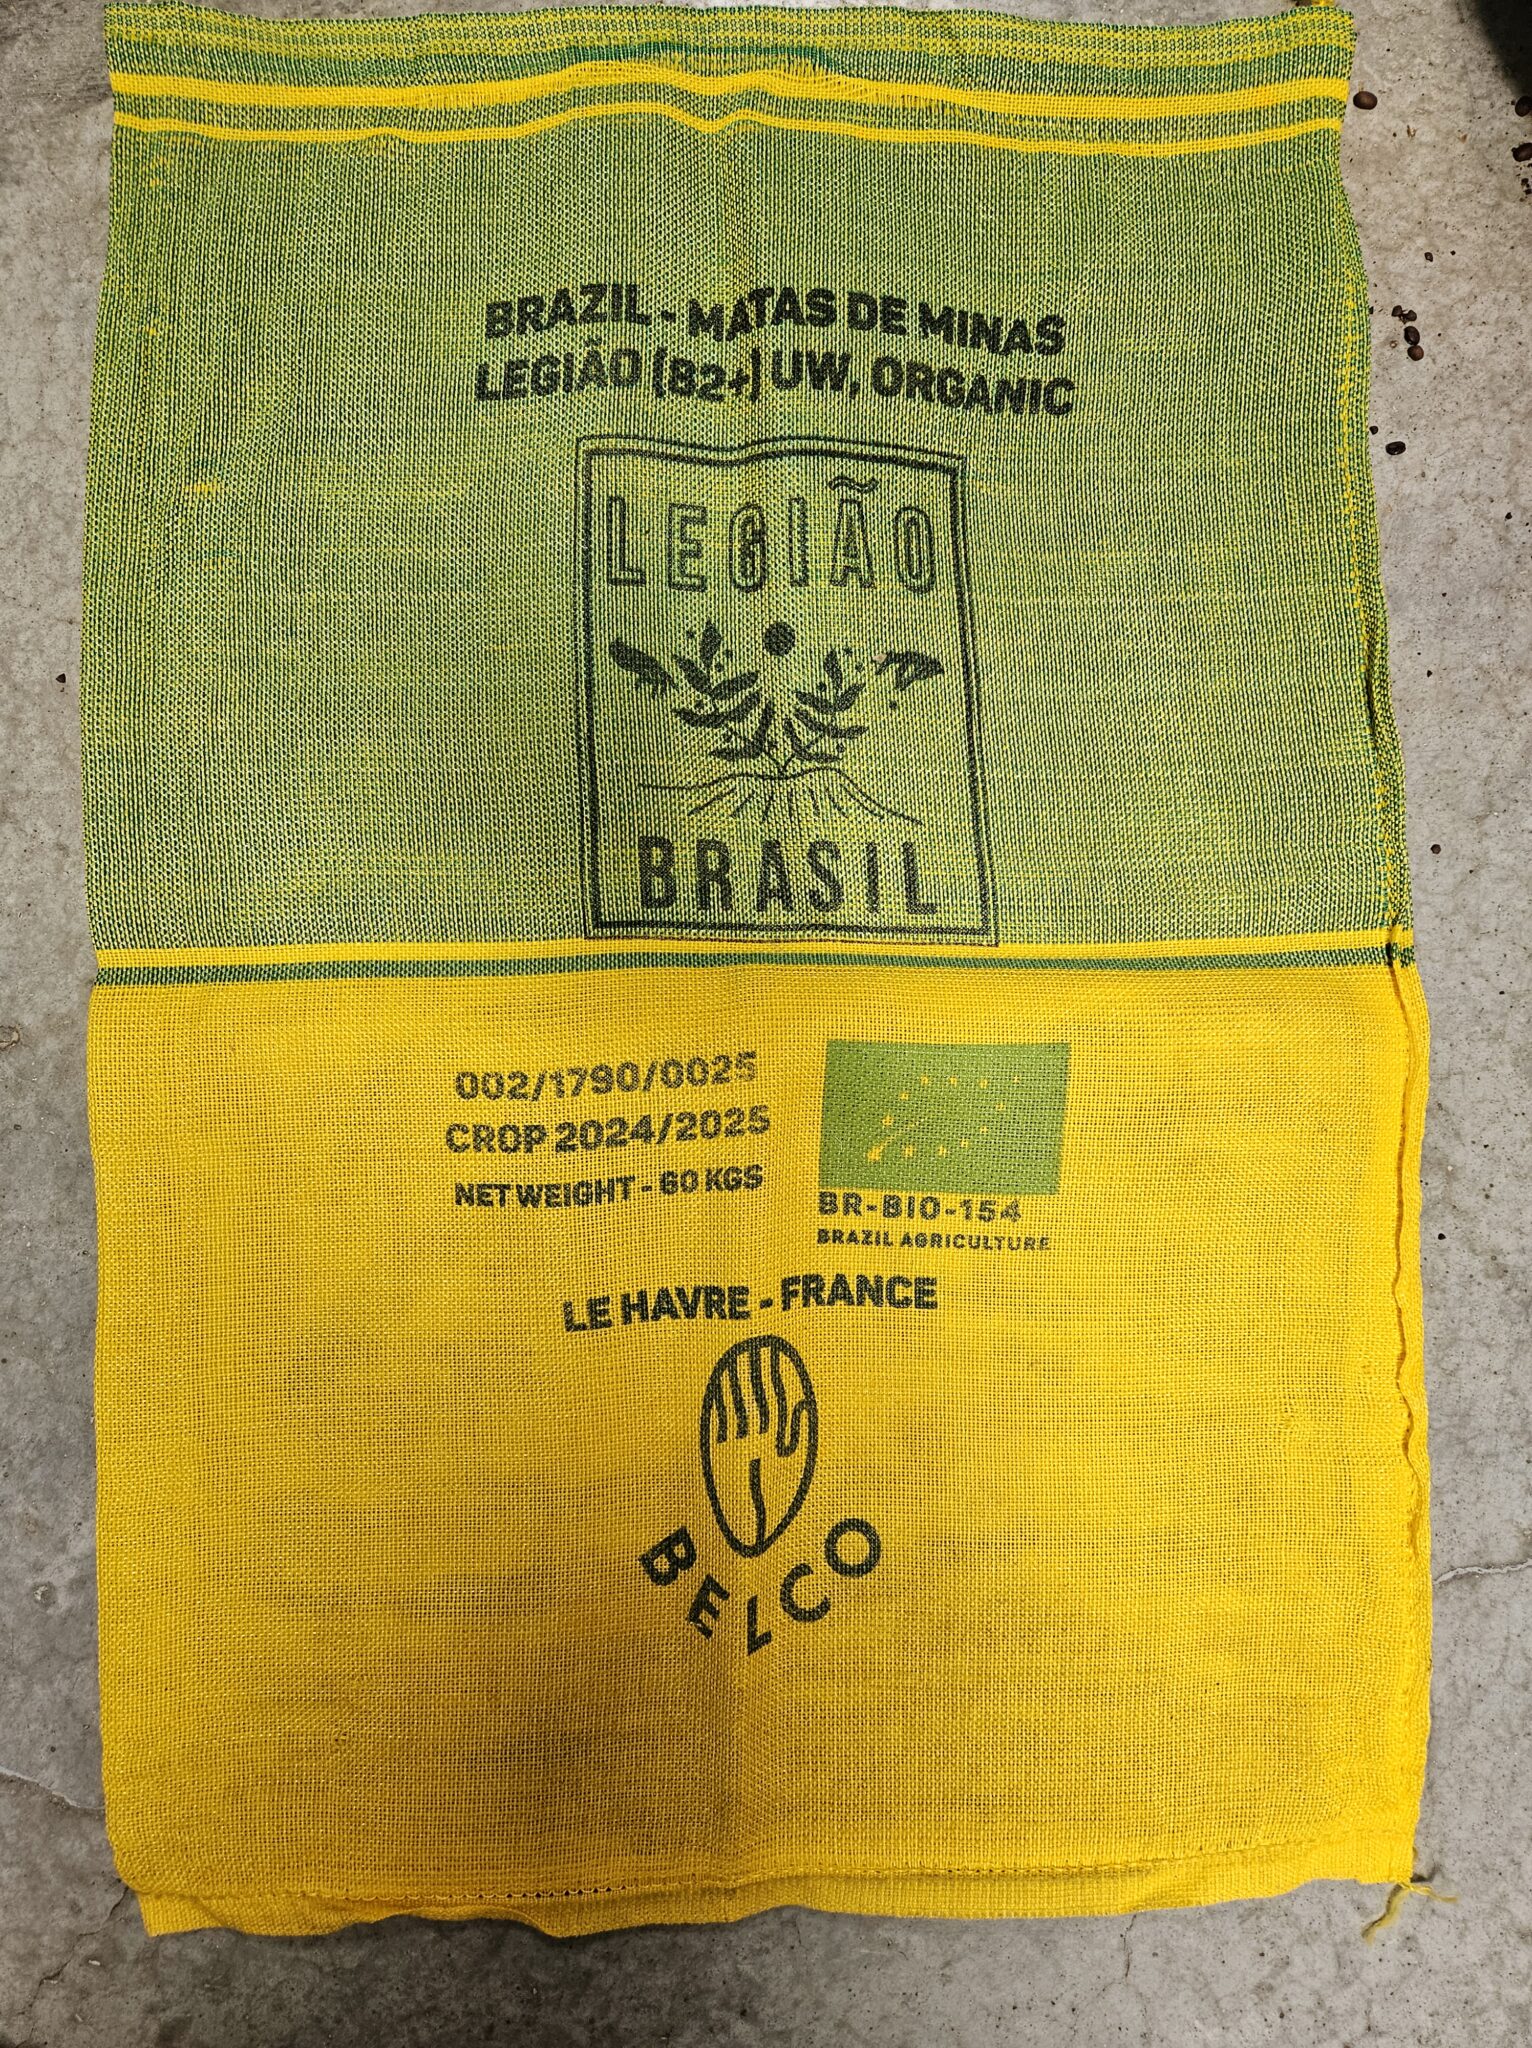 BRAZIL - MATAS DE MINAS
LEGIÃO (B2+) UW, ORGANIC
LEGIÃO
BRASIL
002/1790/0025
CROP 2024/2025
NET WEIGHT - 60 KGS
BR-BIO-154
BRAZIL AGRICULTURE
LE HAVRE - FRANCE
BELCO